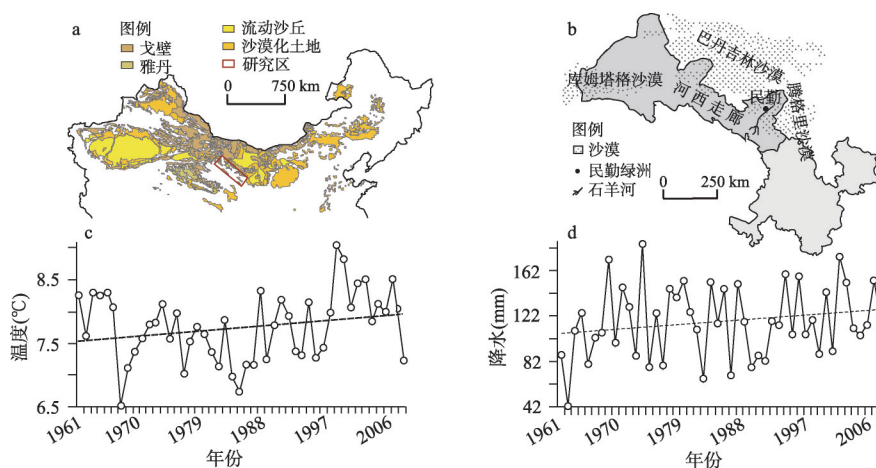 a
图例
戈壁
雅丹
流动沙丘
沙漠化土地
研究区
0 750 km
b
巴丹吉林沙漠
库姆塔格沙漠
河西走廊
民勤
腾格里沙漠
图例
沙漠
民勤绿洲
石羊河
0 250 km
c
温度(℃)
8.5
7.5
6.5
1961 1970 1979 1988 1997 2006
年份
d
降水(mm)
162
122
82
42
1961 1970 1979 1988 1997 2006
年份